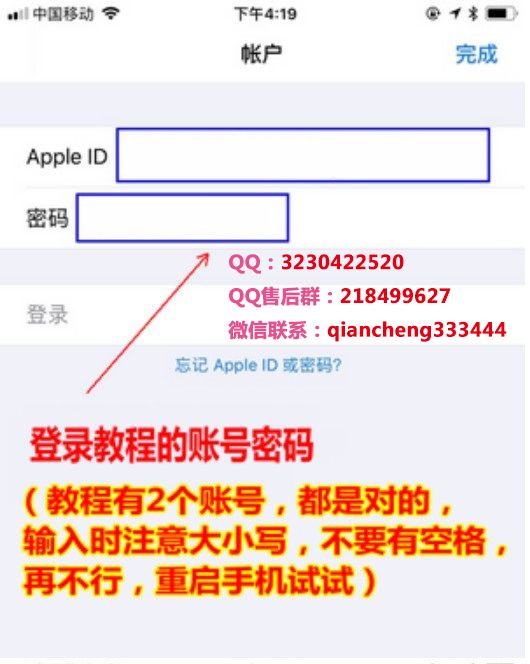 中国移动 下午4:19
帐户 完成
Apple ID
密码
QQ：3230422520
QQ售后群：218499627
登录
微信联系：qiancheng333444
忘记 Apple ID 或密码?
登录教程的账号密码
（教程有2个账号，都是对的，
输入时注意大小写，不要有空格，
再不行，重启手机试试）